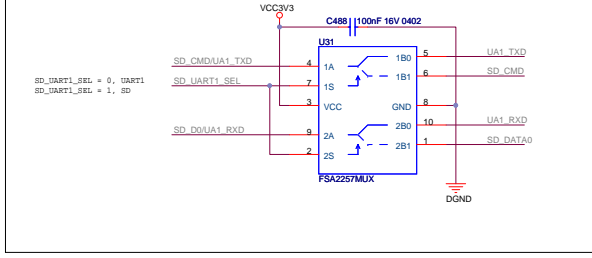 VCC3V3
C488 100nF 16V 0402
U31
SD_CMD/UA1_TXD 4 1A 1B0 5 UA1_TXD
SD_UART1_SEL 7 1S 1B1 6 SD_CMD
SD_UART1_SEL = 0, UART1
SD_UART1_SEL = 1, SD
3 VCC GND 8
SD_D0/UA1_RXD 9 2A 2B0 10 UA1_RXD
2 2S 2B1 1 SD_DATA0
FSA2257MUX
DGND